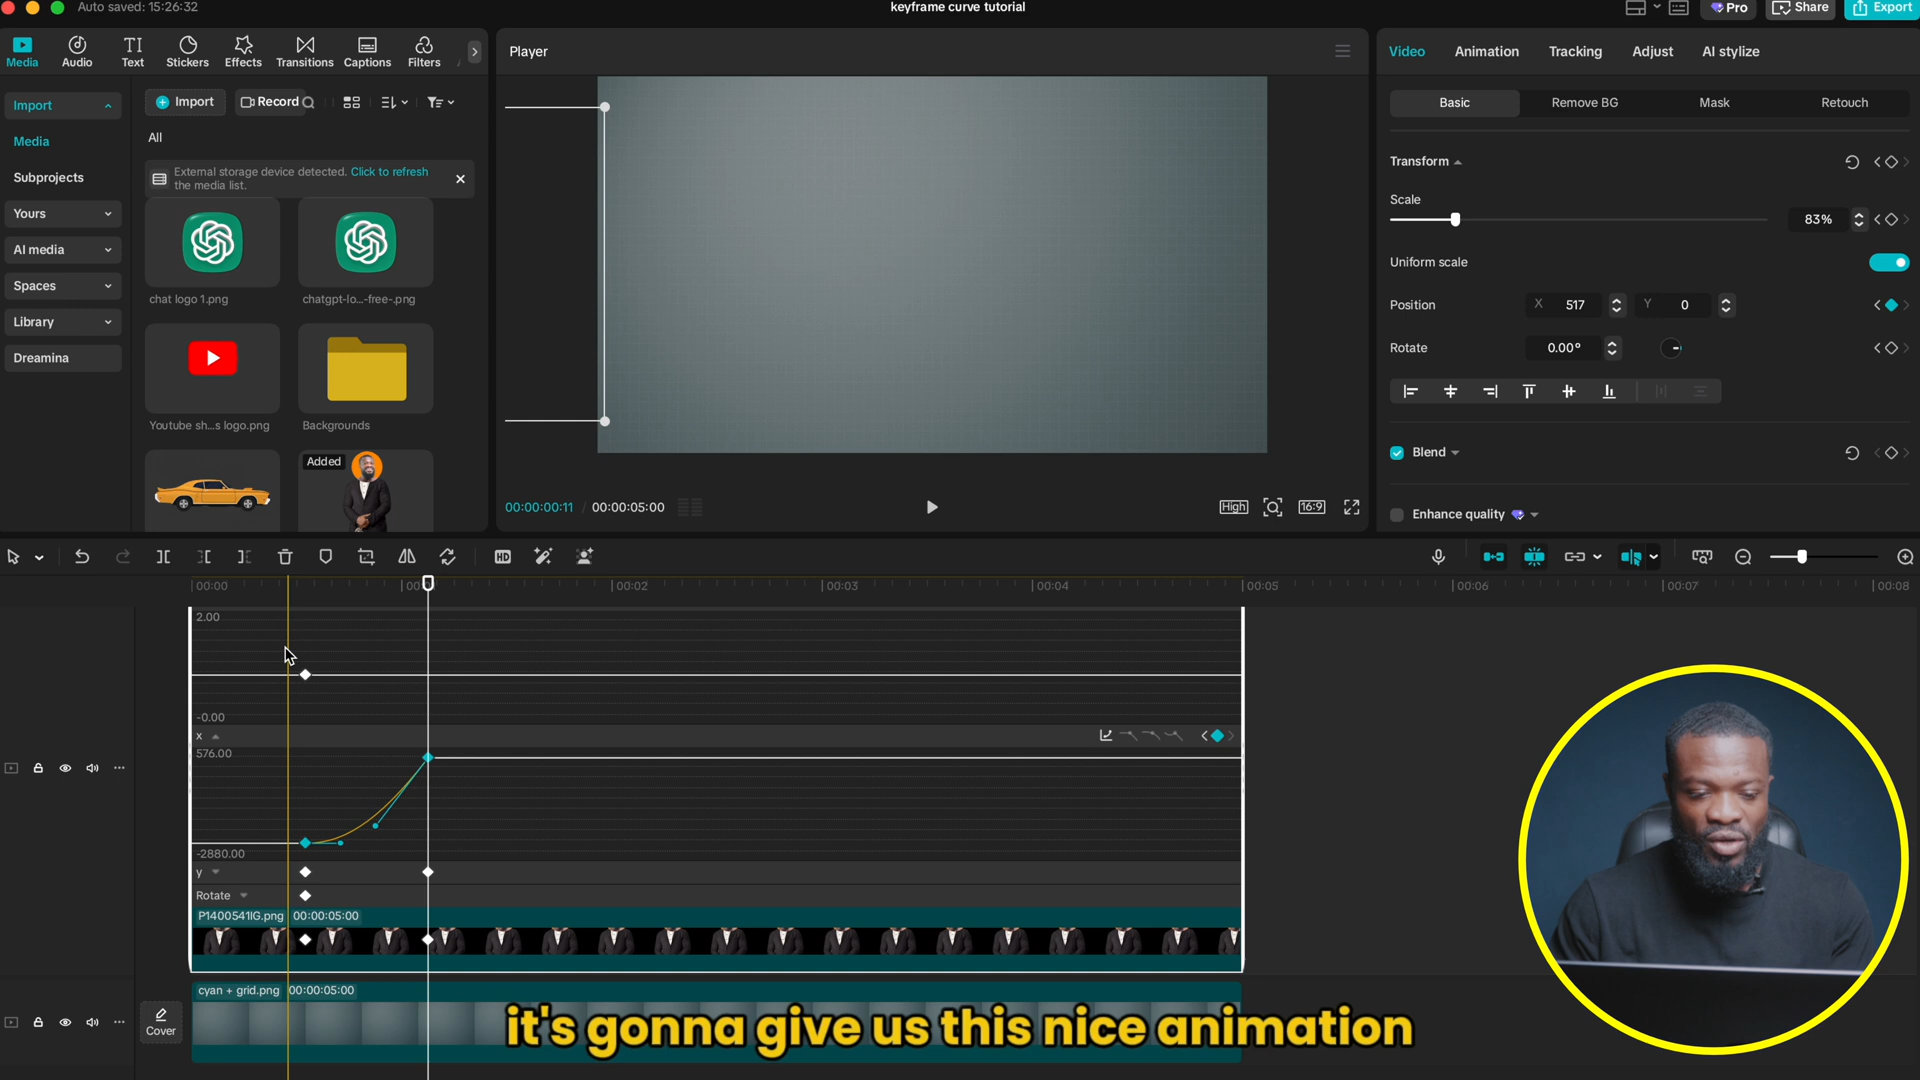 Auto saved: 15:26:32
keyframe curve tutorial
Pro
Share
Export
Media
Audio
Text
Stickers
Effects
Transitions
Captions
Filters
Player
Video
Animation
Tracking
Adjust
AI stylize
Import
Media
Subprojects
Yours
AI media
Spaces
Library
Dreamina
Import
Record
All
External storage device detected. Click to refresh
the media list.
chat logo 1.png
chatgpt-lo...-free-.png
Youtube sh...s logo.png
Backgrounds
Added
Basic
Remove BG
Mask
Retouch
Transform
Scale
83%
Uniform scale
Position
X 517
Y 0
Rotate
0.00°
Blend
Enhance quality
00:00:00:11 / 00:00:05:00
High
16:9
HD
00:00
00:02
00:03
00:04
00:05
00:06
00:07
00:08
2.00
-0.00
x
576.00
-2880.00
y
Rotate
P1400541IG.png 00:00:05:00
cyan + grid.png 00:00:05:00
Cover
it's gonna give us this nice animation